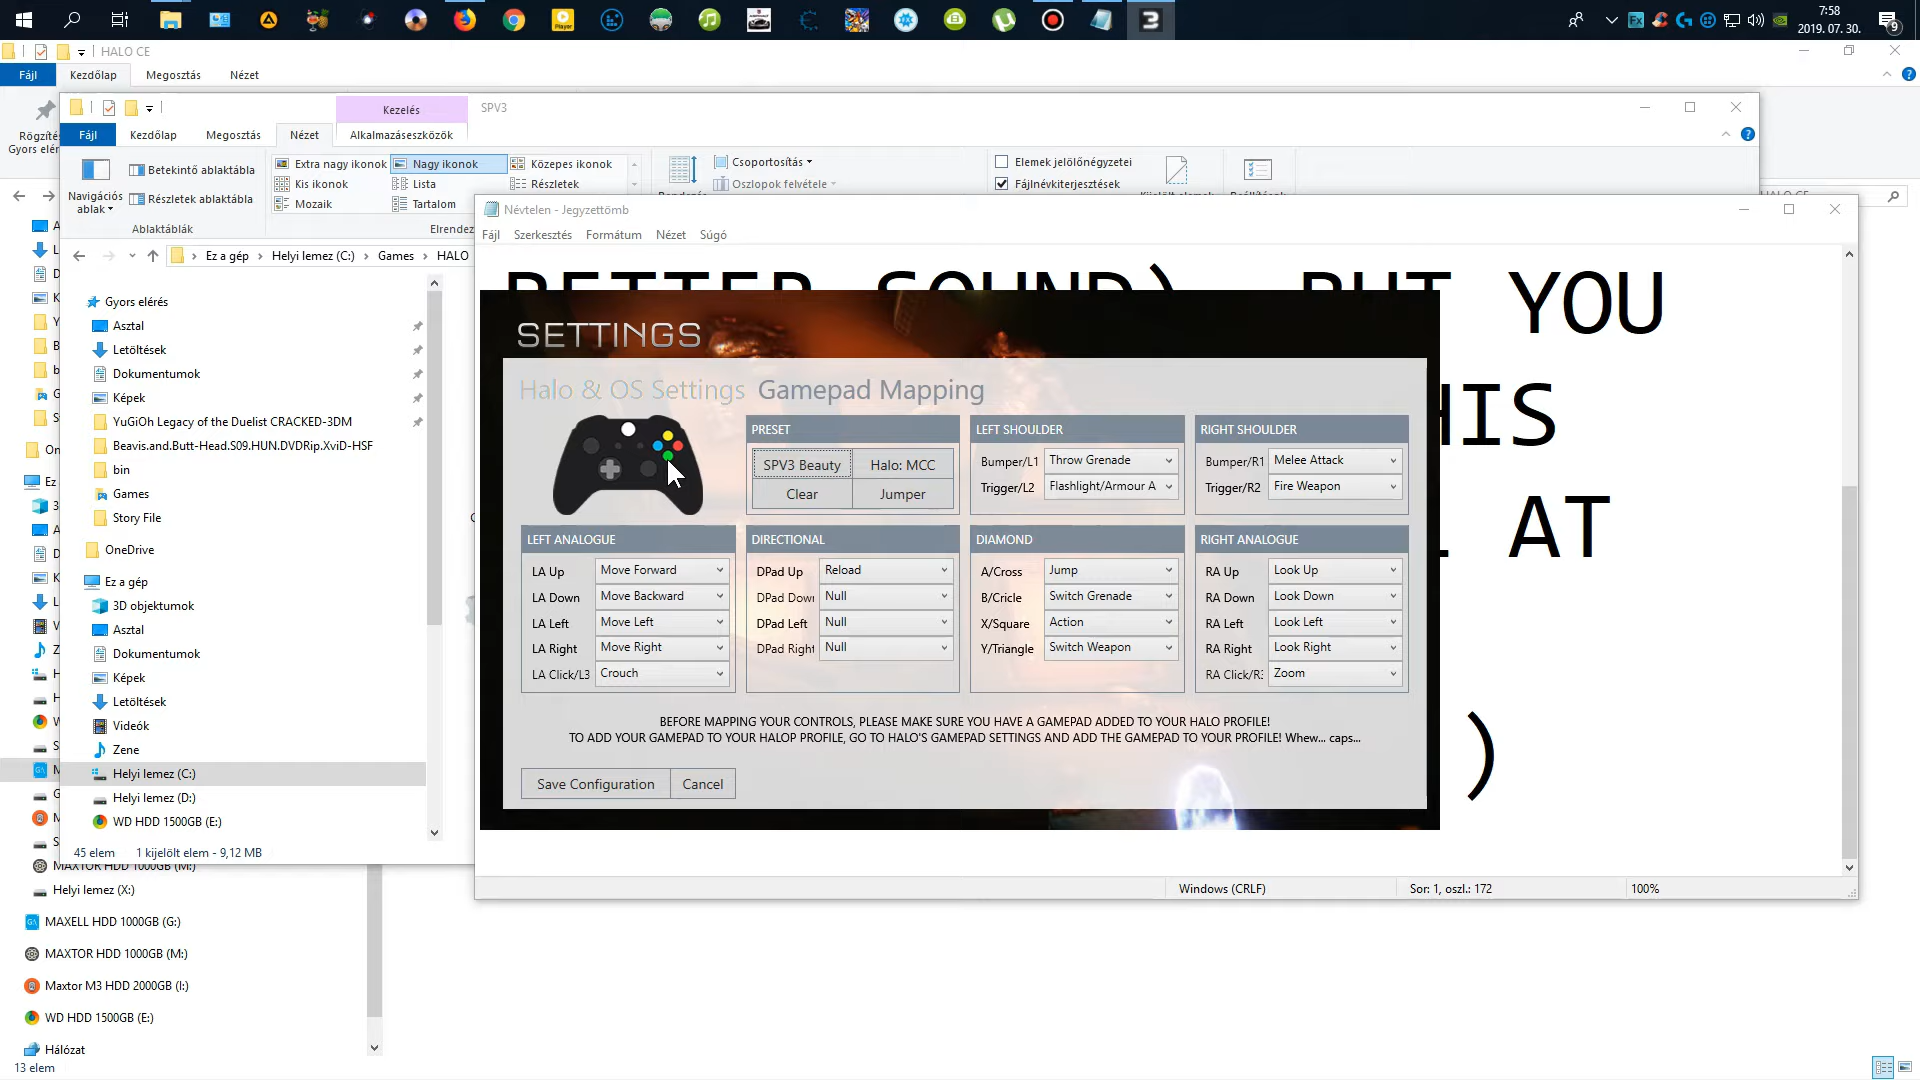 7:58
2019. 07. 30.
9
HALO CE
Fájl
Kezdőlap
Megosztás
Nézet
Kezelés
SPV3
Fájl
Kezdőlap
Megosztás
Nézet
Alkalmazáseszközök
Navigációs
ablak
Betekintő ablaktábla
Részletek ablaktábla
Ablaktáblák
Extra nagy ikonok
Nagy ikonok
Közepes ikonok
Kis ikonok
Lista
Részletek
Mozaik
Tartalom
Csoportosítás
Oszlopok felvétele
Elemek jelölőnégyzetei
Fájlnévkiterjesztések
Ez a gép
Helyi lemez (C:)
Games
HALO
Gyors elérés
Asztal
Letöltések
Dokumentumok
Képek
YuGiOh Legacy of the Duelist CRACKED-3DM
Beavis.and.Butt-Head.S09.HUN.DVDRip.XviD-HSF
bin
Games
Story File
OneDrive
Ez a gép
3D objektumok
Asztal
Dokumentumok
Képek
Letöltések
Videók
Zene
Helyi lemez (C:)
Helyi lemez (D:)
WD HDD 1500GB (E:)
45 elem
1 kijelölt elem - 9,12 MB
MAXTOR HDD 1000GB (M:)
Helyi lemez (X:)
MAXELL HDD 1000GB (G:)
MAXTOR HDD 1000GB (M:)
Maxtor M3 HDD 2000GB (I:)
WD HDD 1500GB (E:)
Hálózat
13 elem
Névtelen - Jegyzettömb
Fájl
Szerkesztés
Formátum
Nézet
Súgó
BETTER SOUND), BUT YOU
HIS
AT
)
Windows (CRLF)
Sor: 1, oszl.: 172
100%
SETTINGS
Halo & OS Settings
Gamepad Mapping
PRESET
SPV3 Beauty
Halo: MCC
Clear
Jumper
LEFT SHOULDER
Bumper/L1 Throw Grenade
Trigger/L2 Flashlight/Armour A
RIGHT SHOULDER
Bumper/R1 Melee Attack
Trigger/R2 Fire Weapon
LEFT ANALOGUE
LA Up Move Forward
LA Down Move Backward
LA Left Move Left
LA Right Move Right
LA Click/L3 Crouch
DIRECTIONAL
DPad Up Reload
DPad Down Null
DPad Left Null
DPad Right Null
DIAMOND
A/Cross Jump
B/Cricle Switch Grenade
X/Square Action
Y/Triangle Switch Weapon
RIGHT ANALOGUE
RA Up Look Up
RA Down Look Down
RA Left Look Left
RA Right Look Right
RA Click/R3 Zoom
BEFORE MAPPING YOUR CONTROLS, PLEASE MAKE SURE YOU HAVE A GAMEPAD ADDED TO YOUR HALO PROFILE!
TO ADD YOUR GAMEPAD TO YOUR HALOP PROFILE, GO TO HALO'S GAMEPAD SETTINGS AND ADD THE GAMEPAD TO YOUR PROFILE! Whew... caps...
Save Configuration
Cancel